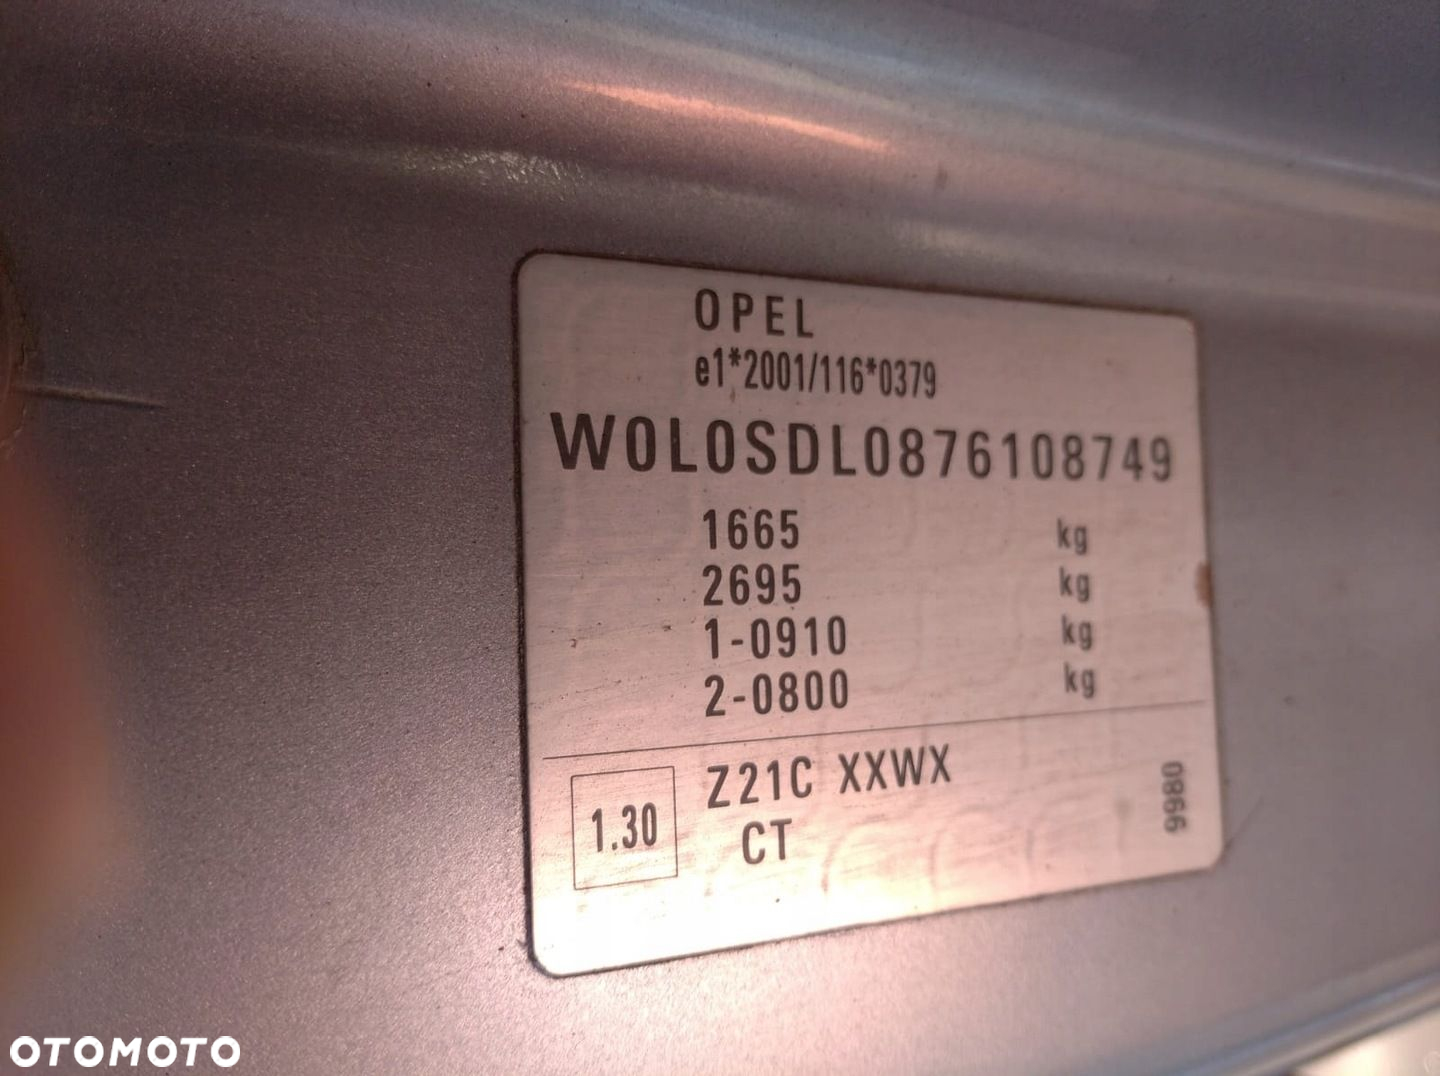 OPEL
e1*2001/116*0379
W0L0SDL0876108749
1665 kg
2695 kg
1-0910 kg
2-0800 kg
1.30 Z21C XXWX
CT
9980
OTOMOTO